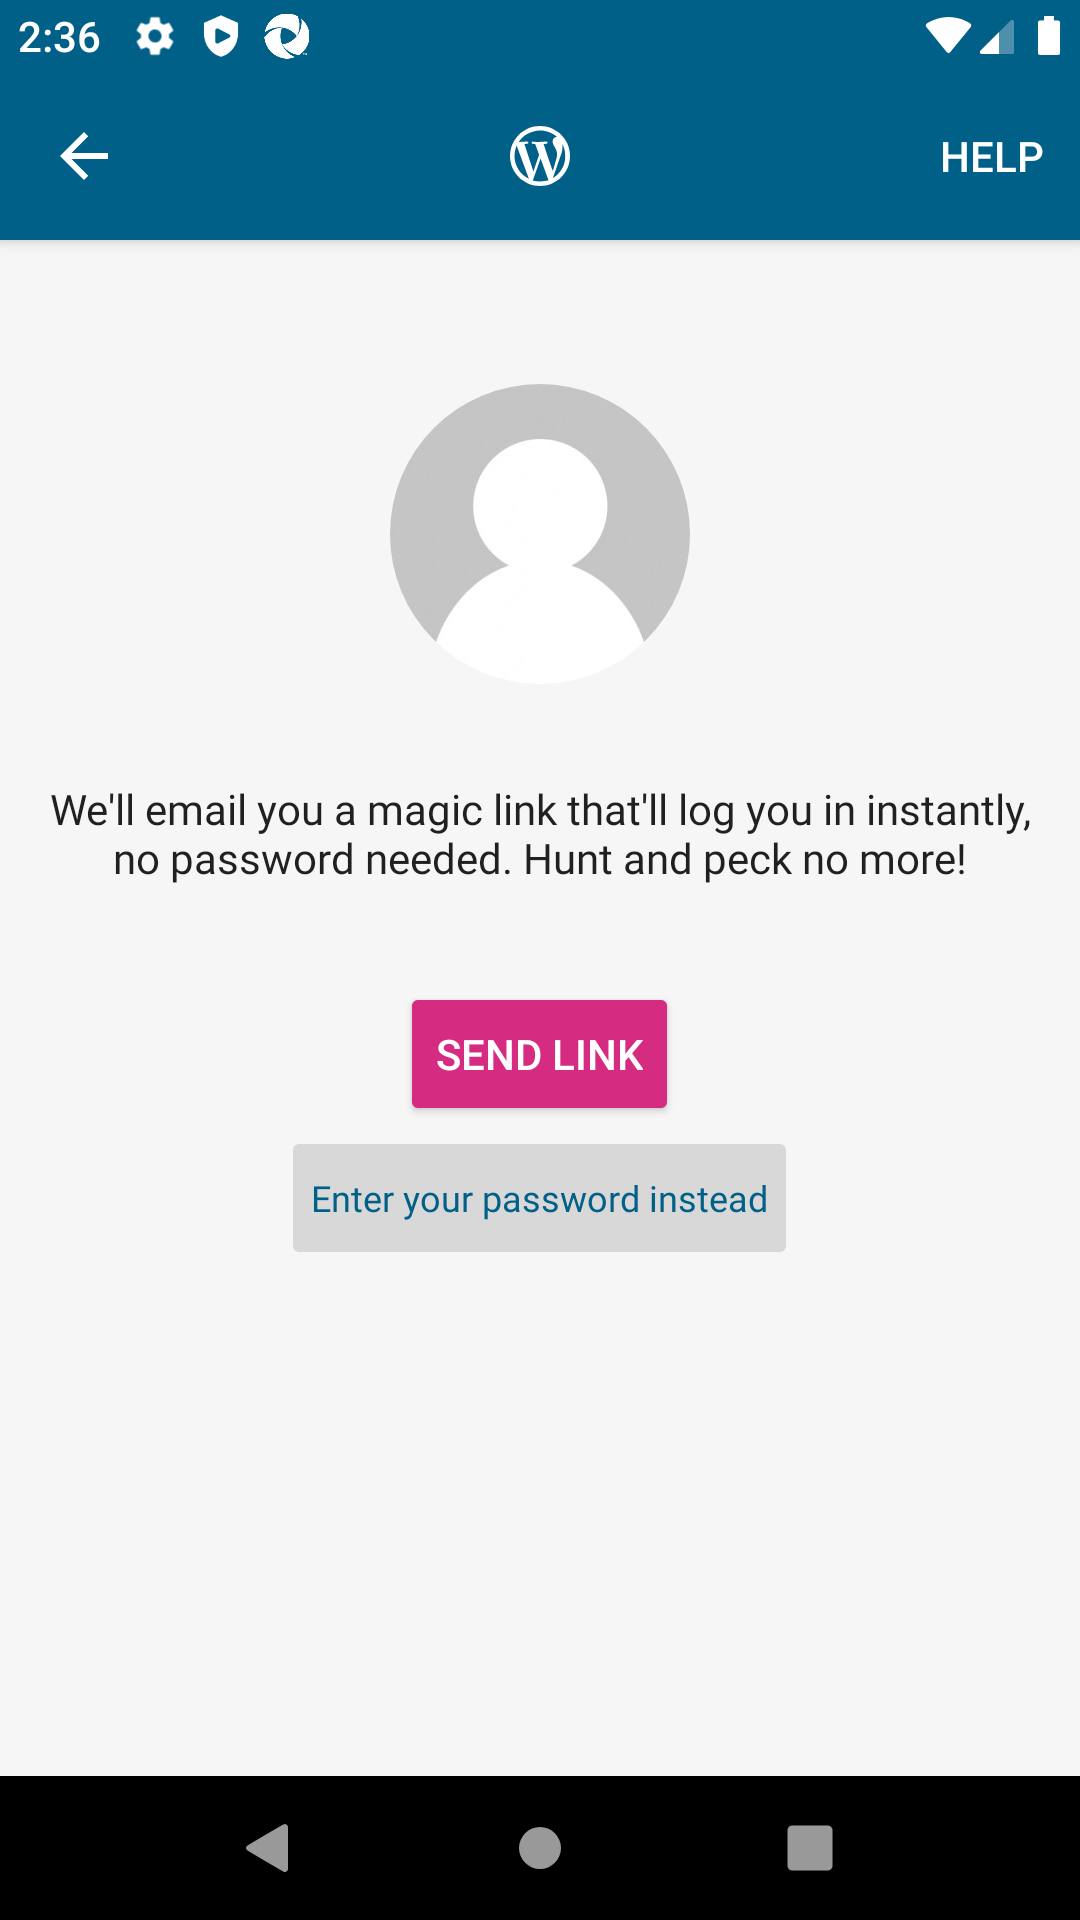 2:36
HELP
We'll email you a magic link that'll log you in instantly,
no password needed. Hunt and peck no more!
SEND LINK
Enter your password instead